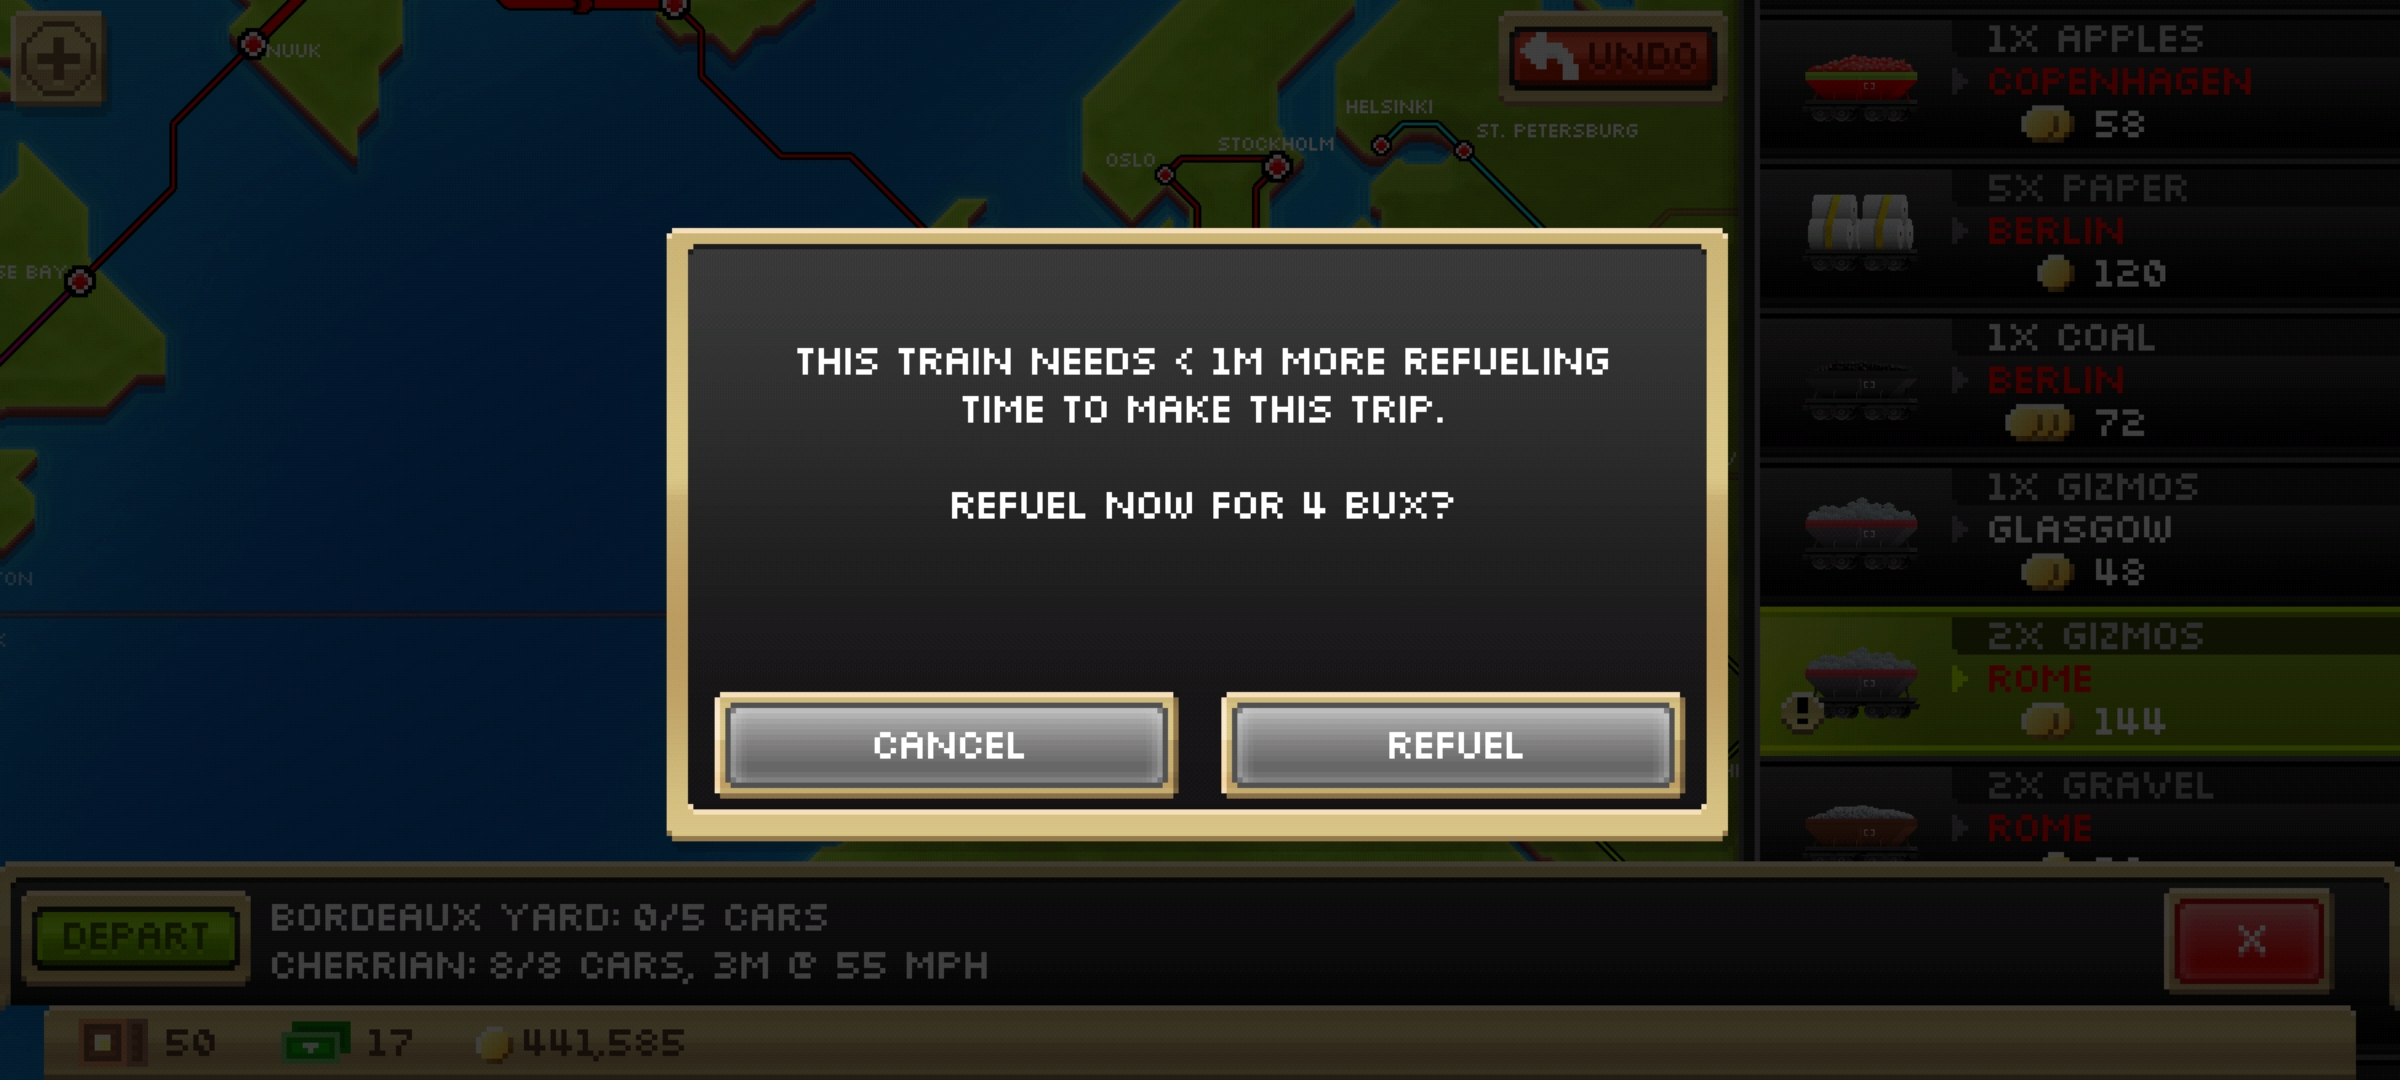 NUUK
SE BAY
TON
UNDO
HELSINKI
ST. PETERSBURG
STOCKHOLM
OSLO
THIS TRAIN NEEDS < 1M MORE REFUELING
TIME TO MAKE THIS TRIP.
REFUEL NOW FOR 4 BUX?
CANCEL
REFUEL
1X APPLES
COPENHAGEN
58
5X PAPER
BERLIN
120
1X COAL
BERLIN
72
1X GIZMOS
GLASGOW
48
2X GIZMOS
ROME
144
2X GRAVEL
ROME
DEPART
BORDEAUX YARD: 0/5 CARS
CHERRIAN: 8/8 CARS, 3M @ 55 MPH
X
50
17
441,585